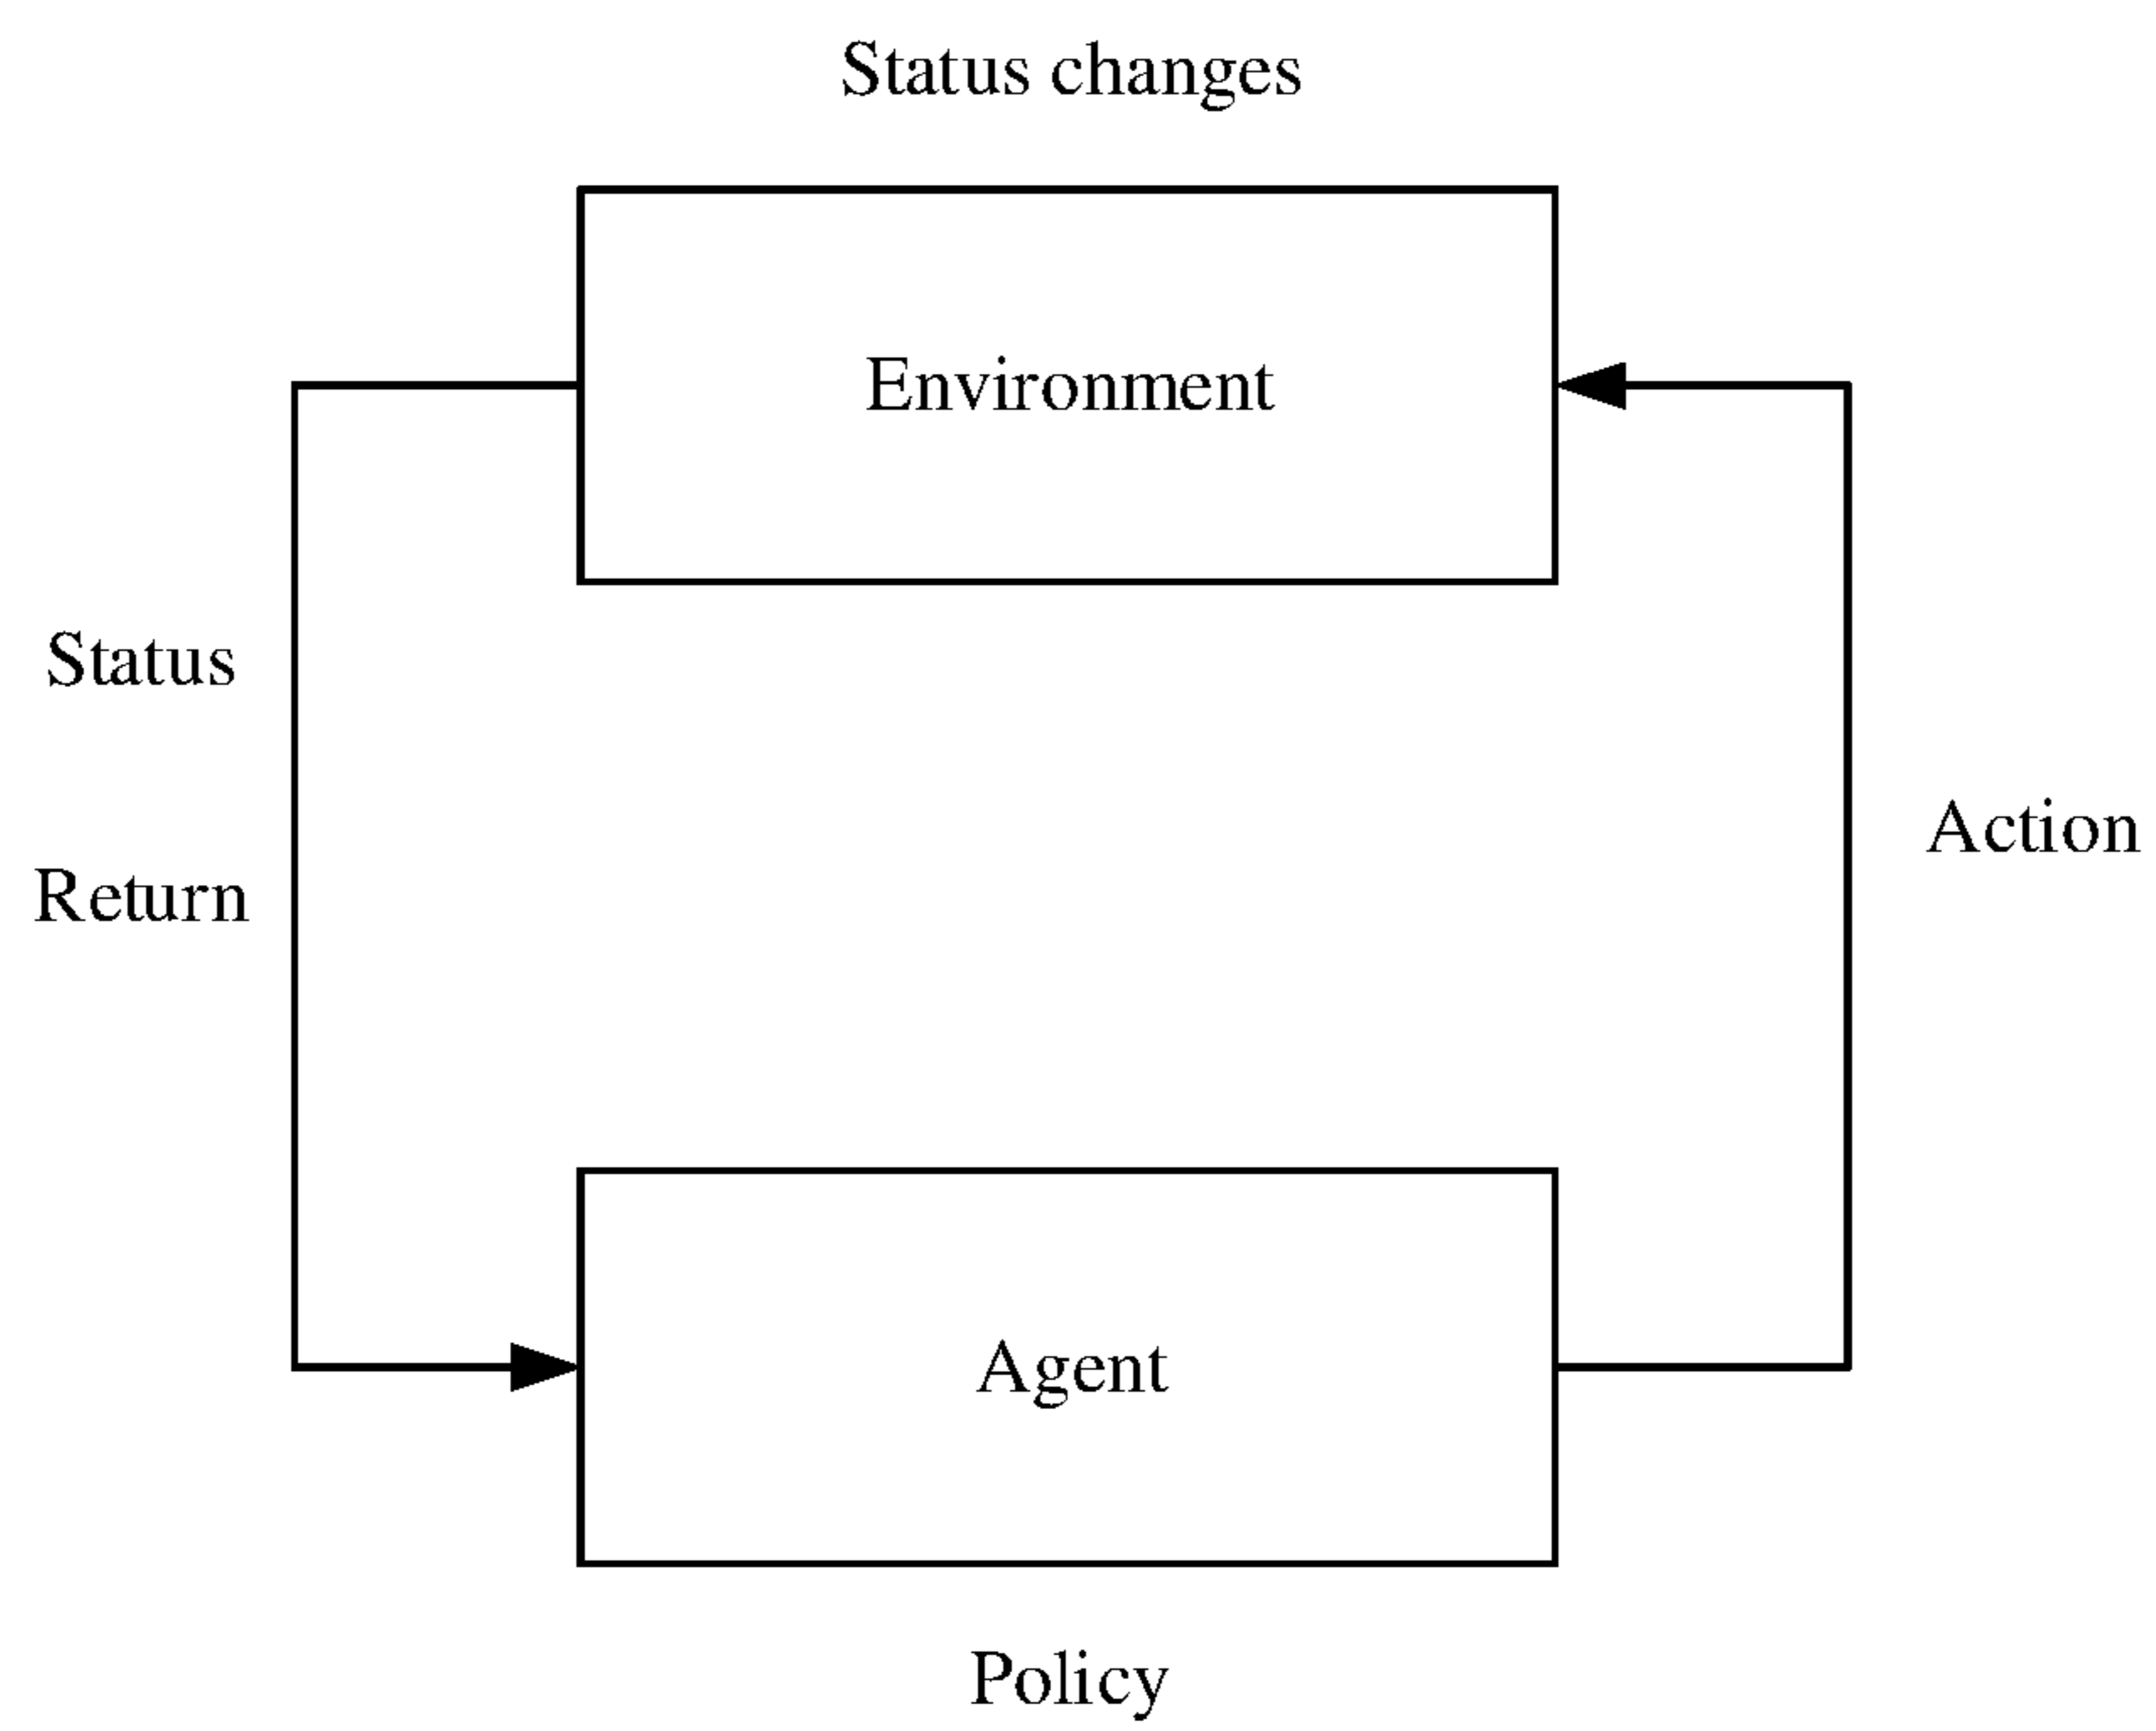 Status changes
Environment
Status
Action
Return
Agent
Policy